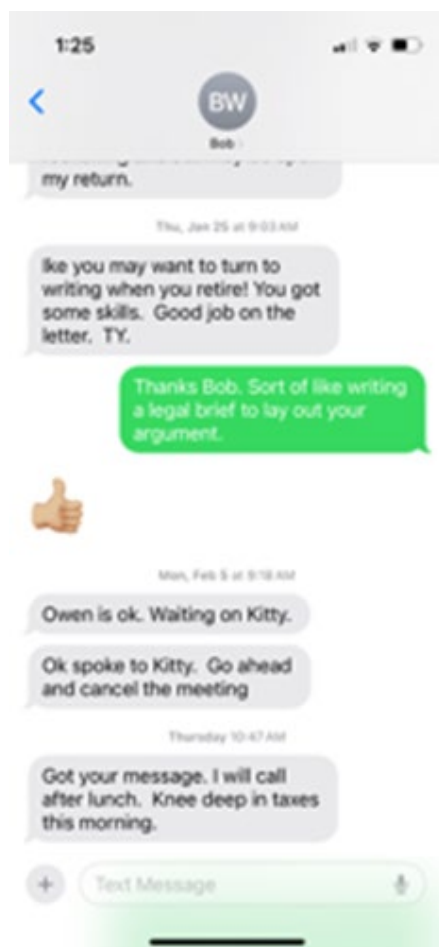 1:25
BW
Bob
my return.
Thu, Jan 25 at 9:03 AM
Ike you may want to turn to
writing when you retire! You got
some skills.  Good job on the
letter.  TY.
Thanks Bob. Sort of like writing
a legal brief to lay out your
argument.
Mon, Feb 5 at 9:18 AM
Owen is ok. Waiting on Kitty.
Ok spoke to Kitty.  Go ahead
and cancel the meeting
Thursday 10:47 AM
Got your message. I will call
after lunch.  Knee deep in taxes
this morning.
Text Message